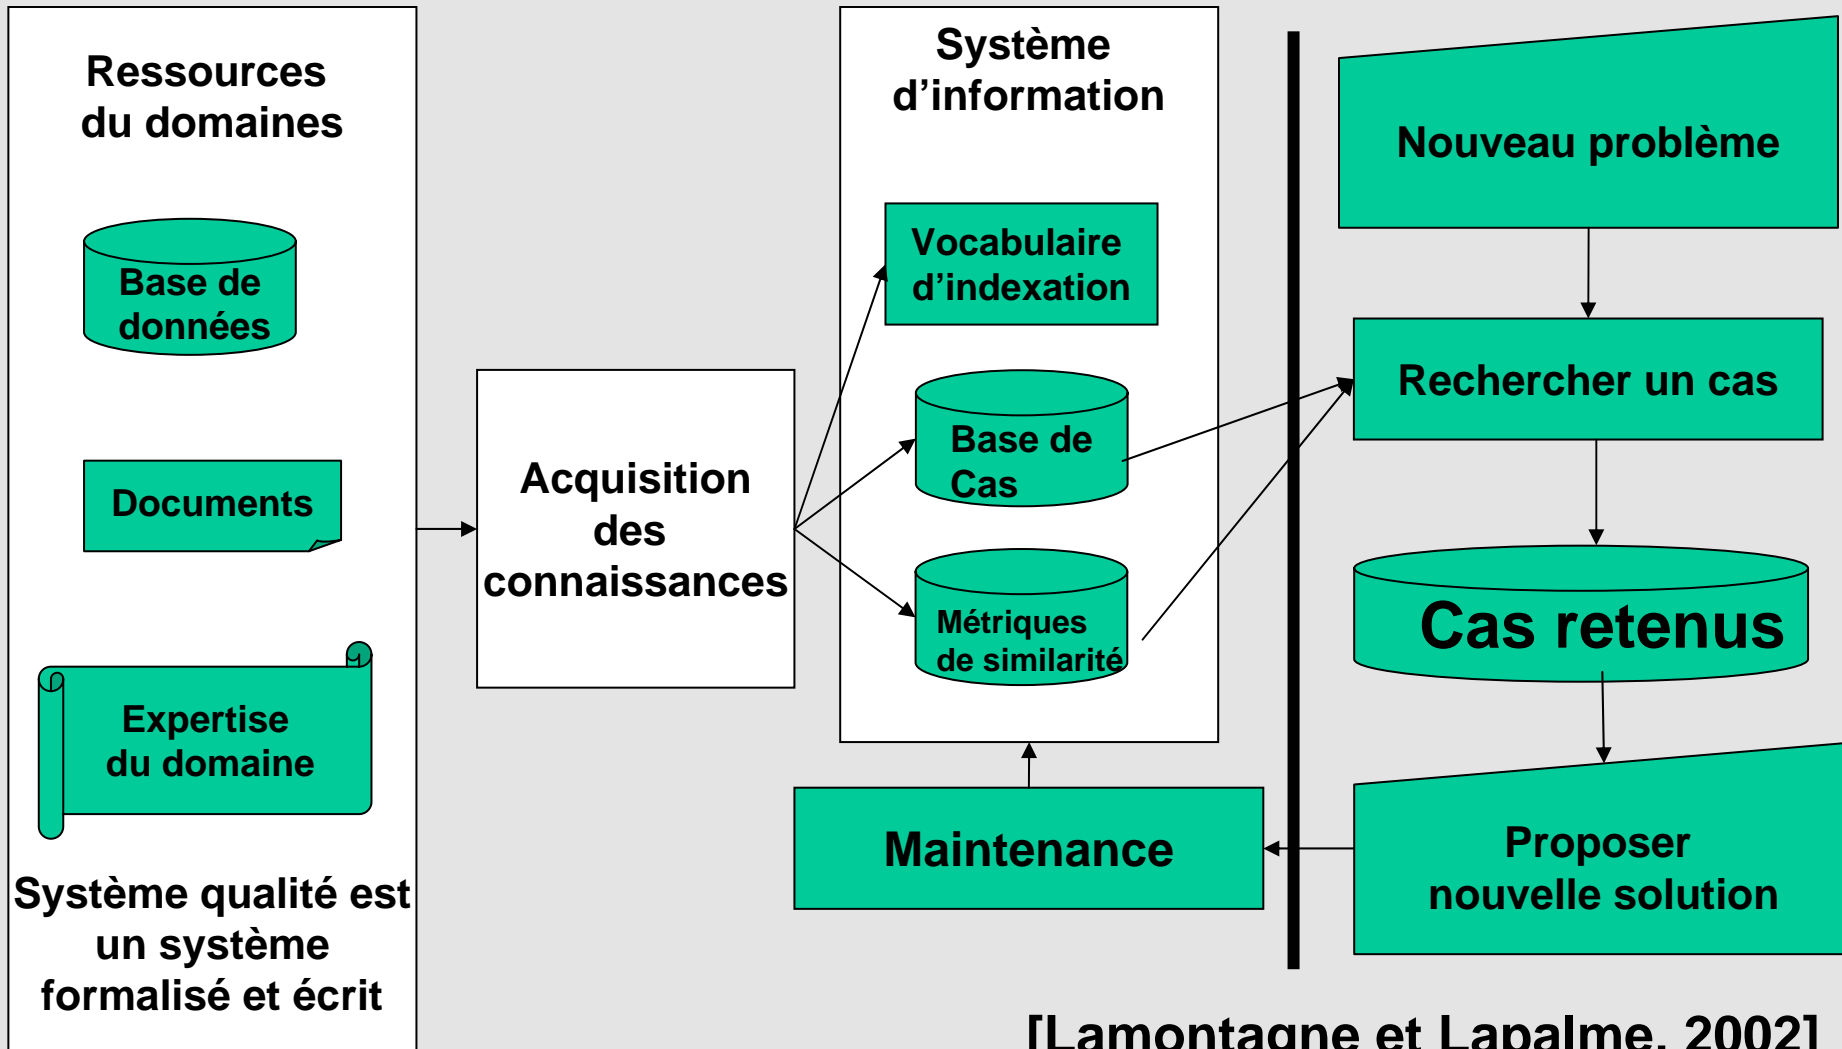 Ressources
du domaines
Base de
données
Documents
Expertise
du domaine
Système qualité est
un système
formalisé et écrit
Acquisition
des
connaissances
Système
d’information
Vocabulaire
d’indexation
Base de
Cas
Métriques
de similarité
Maintenance
Nouveau problème
Rechercher un cas
Cas retenus
Proposer
nouvelle solution
[Lamontagne et Lapalme, 2002]